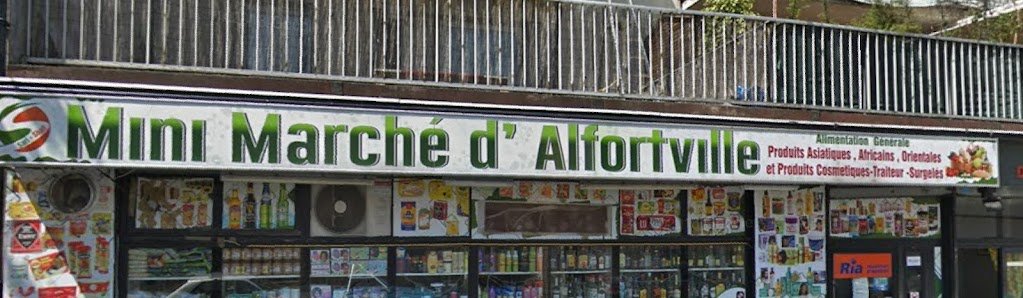 Mini Marché d' Alfortville
Alimentation Générale
Produits Asiatiques , Africains , Orientales
et Produits Cosmetiques-Traiteur -Surgelés
Ria